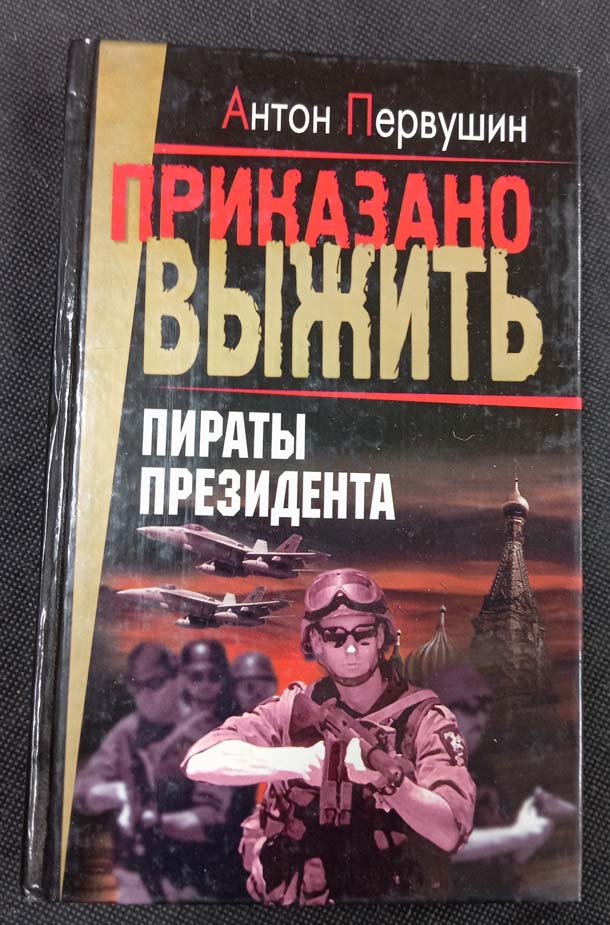 Антон Первушин
ПРИКАЗАНО
ВЫЖИТЬ
ПИРАТЫ
ПРЕЗИДЕНТА